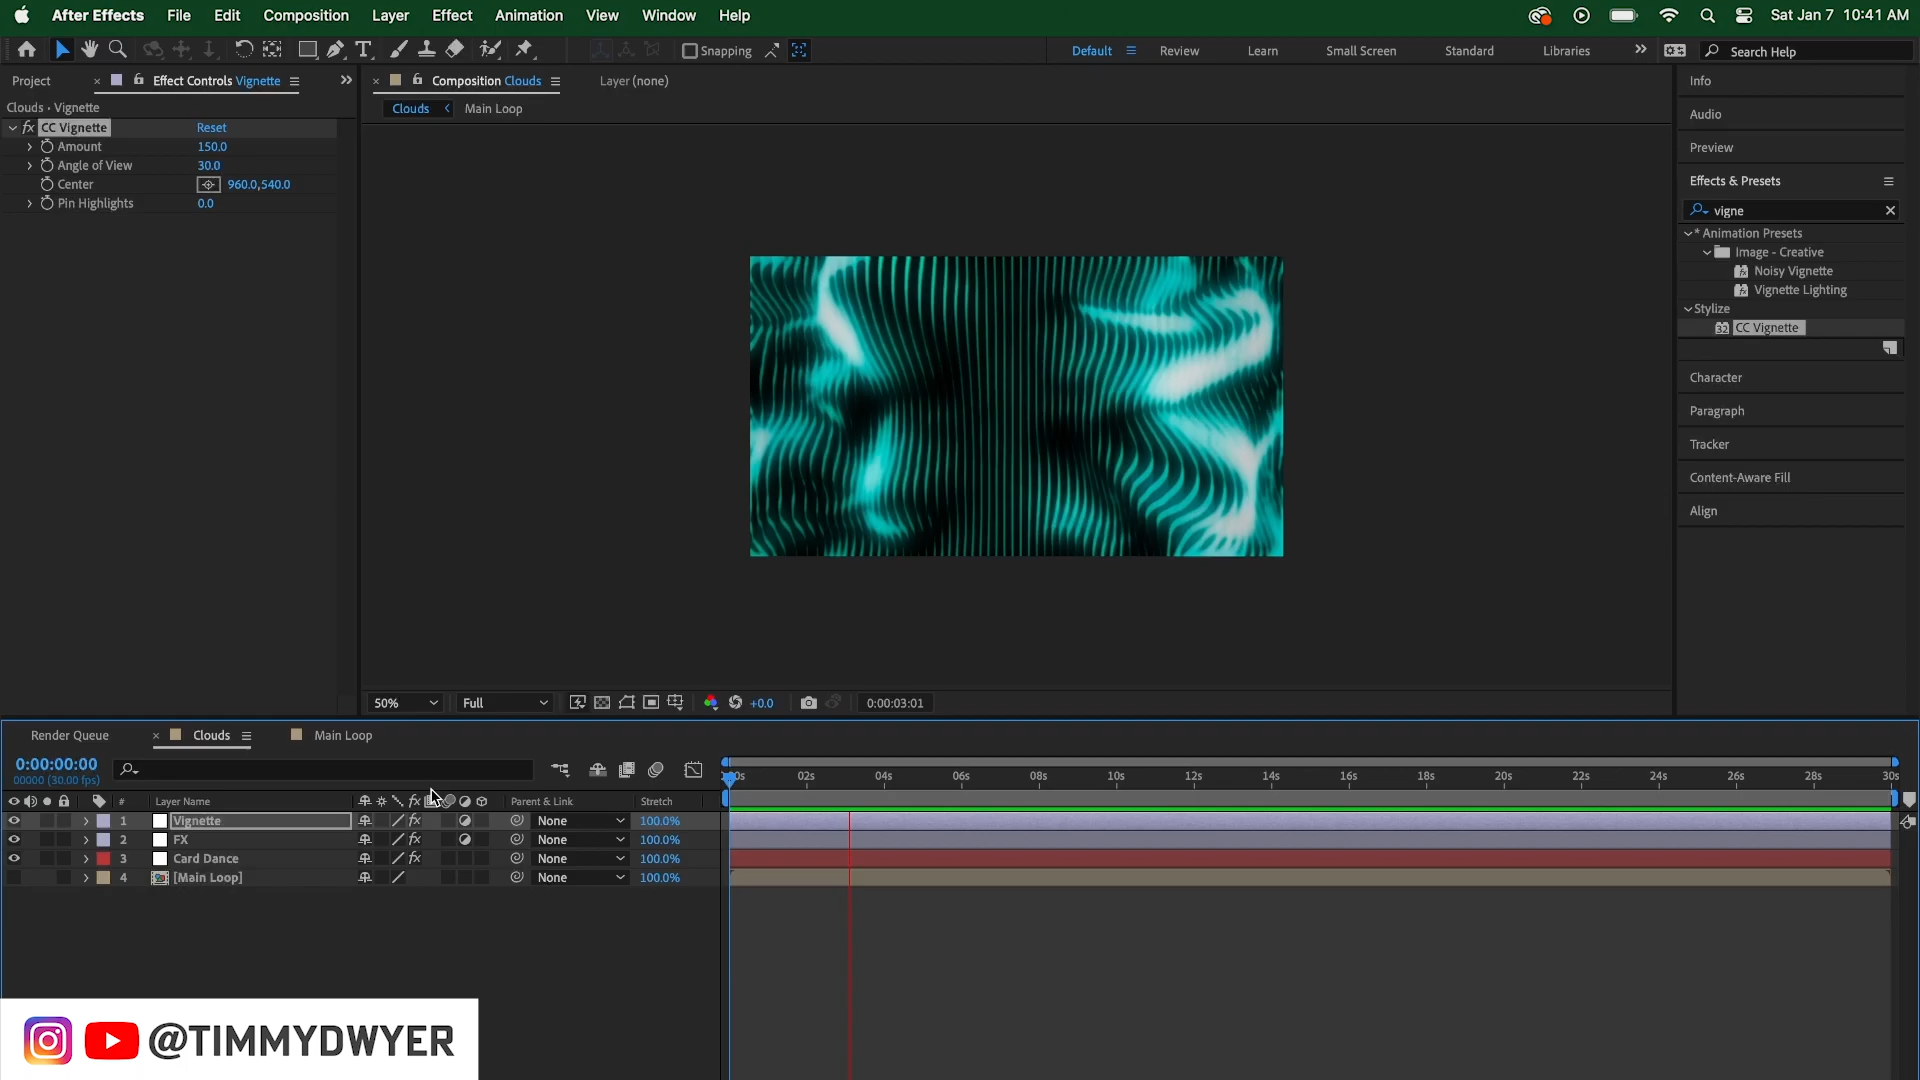 After Effects File Edit Composition Layer Effect Animation View Window Help Sat Jan 7 10:41 AM
Snapping Default Review Learn Small Screen Standard Libraries Search Help
Project Effect Controls Vignette Composition Clouds Layer (none) Info
Clouds • Vignette Clouds Main Loop
fx CC Vignette Reset
Amount 150.0
Angle of View 30.0
Center 960.0,540.0
Pin Highlights 0.0
Audio
Preview
Effects & Presets
vigne
* Animation Presets
Image - Creative
Noisy Vignette
Vignette Lighting
Stylize
32 CC Vignette
Character
Paragraph
Tracker
Content-Aware Fill
Align
50% Full +0.0 0:00:03:01
Render Queue Clouds Main Loop
0:00:00:00
00000 (30.00 fps)
02s 04s 06s 08s 10s 12s 14s 16s 18s 20s 22s 24s 26s 28s 30s
# Layer Name fx Parent & Link Stretch
1 Vignette fx None 100.0%
2 FX fx None 100.0%
3 Card Dance fx None 100.0%
4 [Main Loop] None 100.0%
@TIMMYDWYER